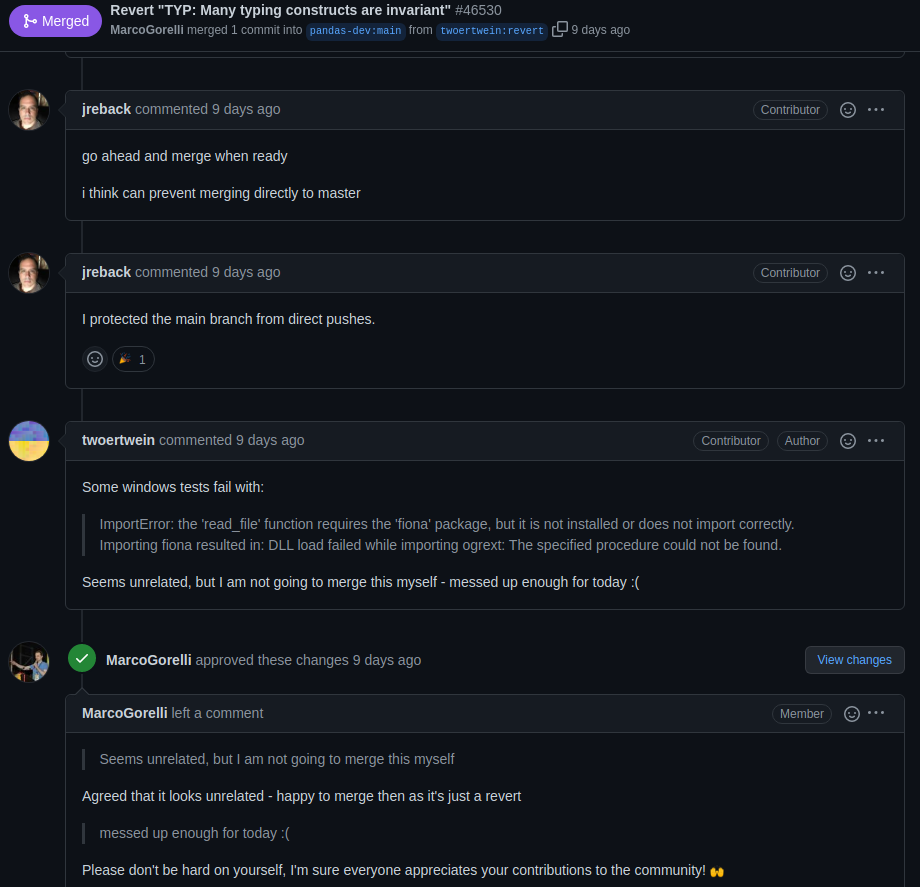 Merged
Revert "TYP: Many typing constructs are invariant" #46530
MarcoGorelli merged 1 commit into pandas-dev:main from twoertwein:revert 9 days ago
jreback commented 9 days ago
Contributor
go ahead and merge when ready
i think can prevent merging directly to master
jreback commented 9 days ago
Contributor
I protected the main branch from direct pushes.
1
twoertwein commented 9 days ago
Contributor
Author
Some windows tests fail with:
ImportError: the 'read_file' function requires the 'fiona' package, but it is not installed or does not import correctly.
Importing fiona resulted in: DLL load failed while importing ogrext: The specified procedure could not be found.
Seems unrelated, but I am not going to merge this myself - messed up enough for today :(
MarcoGorelli approved these changes 9 days ago
View changes
MarcoGorelli left a comment
Member
Seems unrelated, but I am not going to merge this myself
Agreed that it looks unrelated - happy to merge then as it's just a revert
messed up enough for today :(
Please don't be hard on yourself, I'm sure everyone appreciates your contributions to the community! 🙌